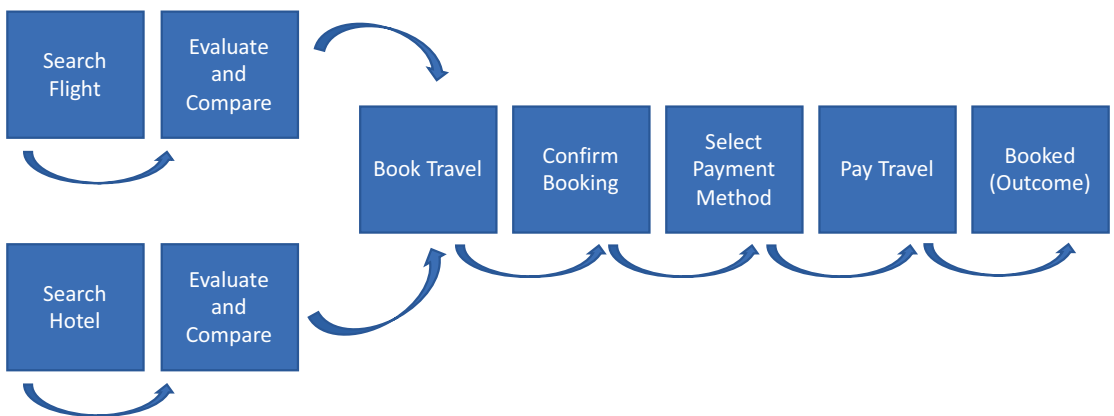 Search
Flight
Evaluate
and
Compare
Search
Hotel
Evaluate
and
Compare
Book Travel
Confirm
Booking
Select
Payment
Method
Pay Travel
Booked
(Outcome)